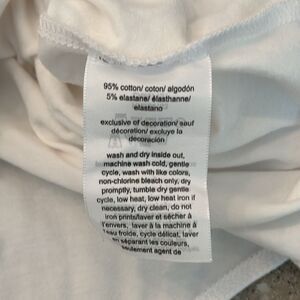 95% cotton/ coton/ algodón
5% elastane/ élasthanne/
elastano
exclusive of decoration/ sauf
décoration/ excluye la
decoración
wash and dry inside out,
machine wash cold, gentle
cycle, wash with like colors,
non-chlorine bleach only, dry
promptly, tumble dry gentle
cycle, low heat, low heat iron if
necessary, dry clean, do not
iron prints/laver et sécher à
l'envers, laver à la machine à
l'eau froide, cycle délicat, laver
en séparant les couleurs,
seulement agent de